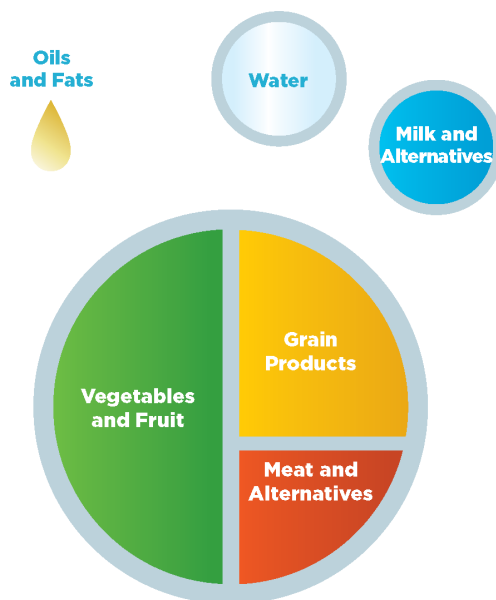 Oils
and Fats
Water
Milk and
Alternatives
Vegetables
and Fruit
Grain
Products
Meat and
Alternatives